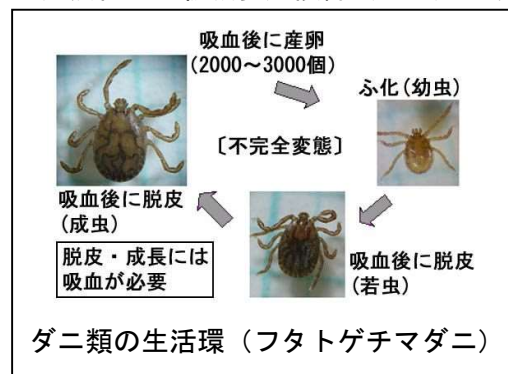 吸血後に産卵
(2000～3000個)
ふ化(幼虫)
〔不完全変態〕
吸血後に脱皮
(成虫)
脱皮・成長には
吸血が必要
吸血後に脱皮
(若虫)
ダニ類の生活環（フタトゲチマダニ）